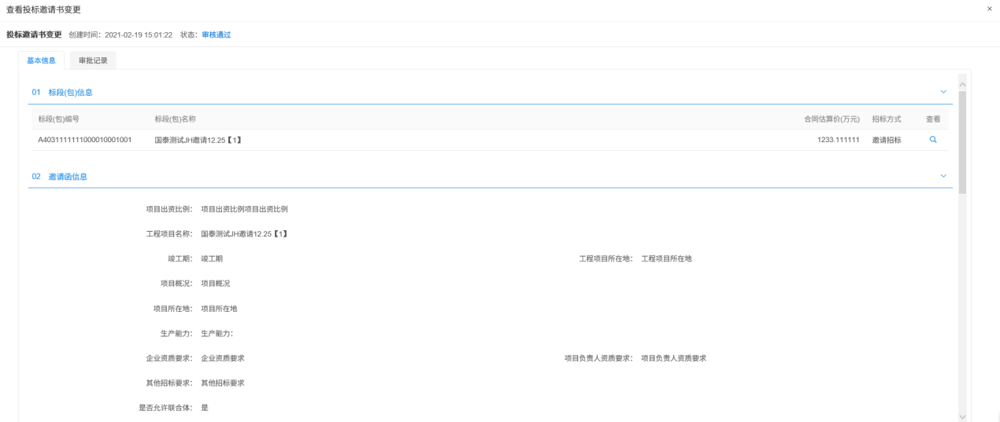 查看投标邀请书变更 ×
投标邀请书变更 创建时间：2021-02-19 15:01:22 状态：审核通过
基本信息 审批记录
01 标段(包)信息
标段(包)编号 标段(包)名称 合同估算价(万元) 招标方式 查看
A4031111111000010001001 国泰测试JH邀请12.25【1】 1233.111111 邀请招标
02 邀请函信息
项目出资比例： 项目出资比例项目出资比例
工程项目名称： 国泰测试JH邀请12.25【1】
竣工期： 竣工期 工程项目所在地： 工程项目所在地
项目概况： 项目概况
项目所在地： 项目所在地
生产能力： 生产能力：
企业资质要求： 企业资质要求 项目负责人资质要求： 项目负责人资质要求
其他招标要求： 其他招标要求
是否允许联合体： 是